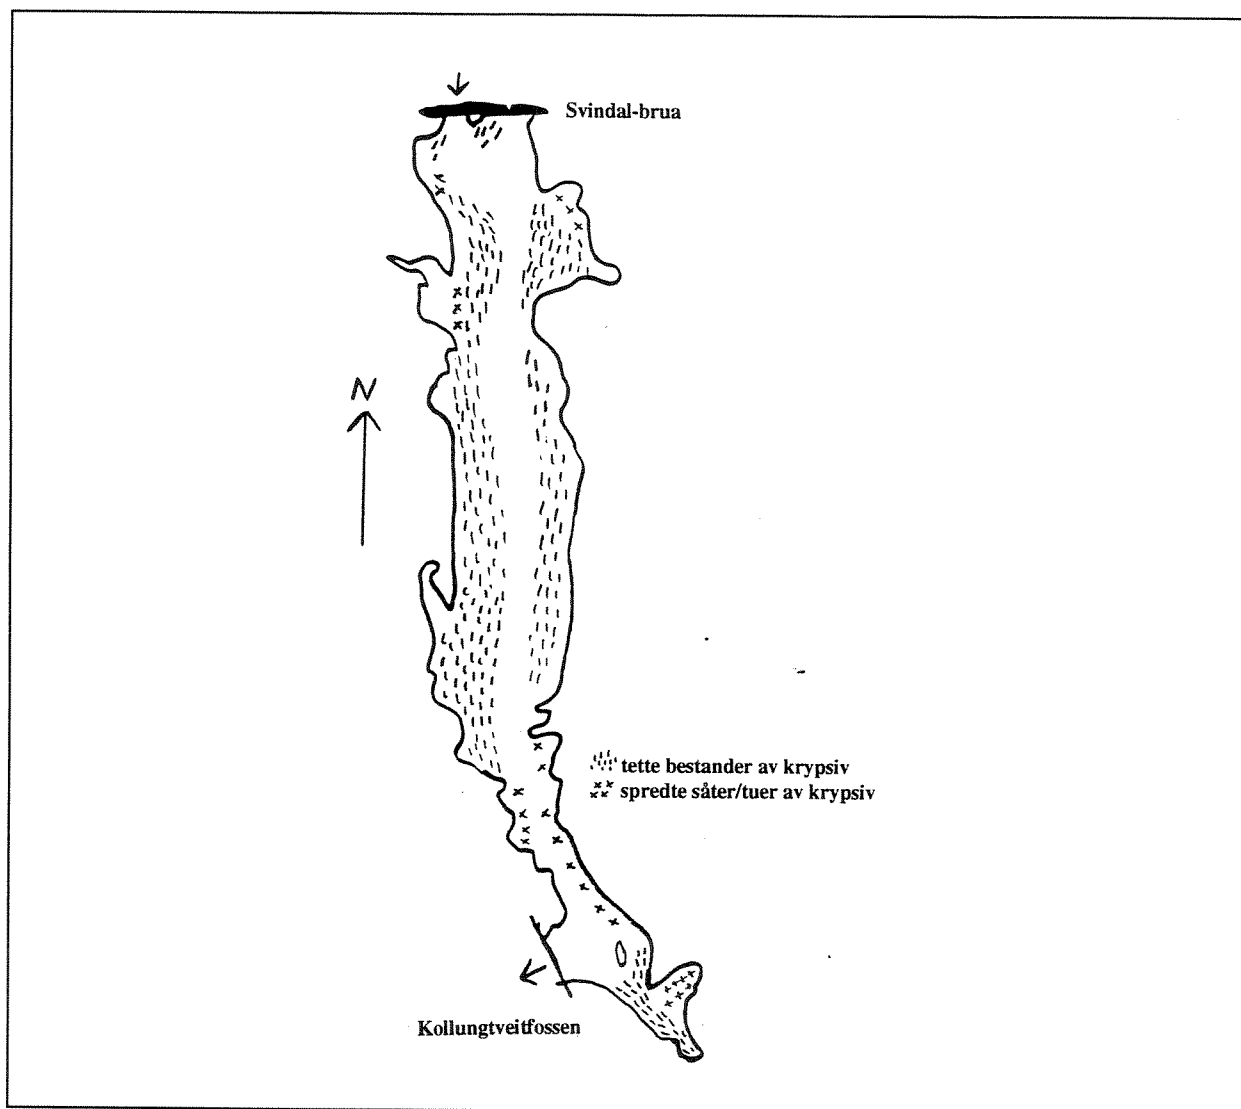 Svindal-brua
N
tette bestander av krypsiv
spredte såter/tuer av krypsiv
Kollungtveitfossen